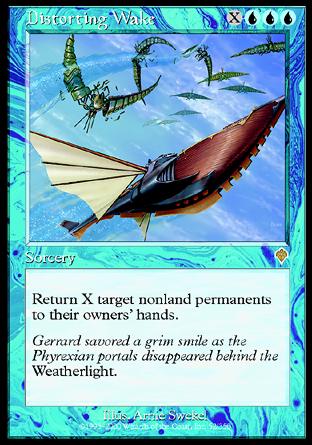 Distorting Wake X
Sorcery
Return X target nonland permanents
to their owners' hands.
Gerrard savored a grim smile as the
Phyrexian portals disappeared behind the
Weatherlight.
Illus. Arnie Swekel